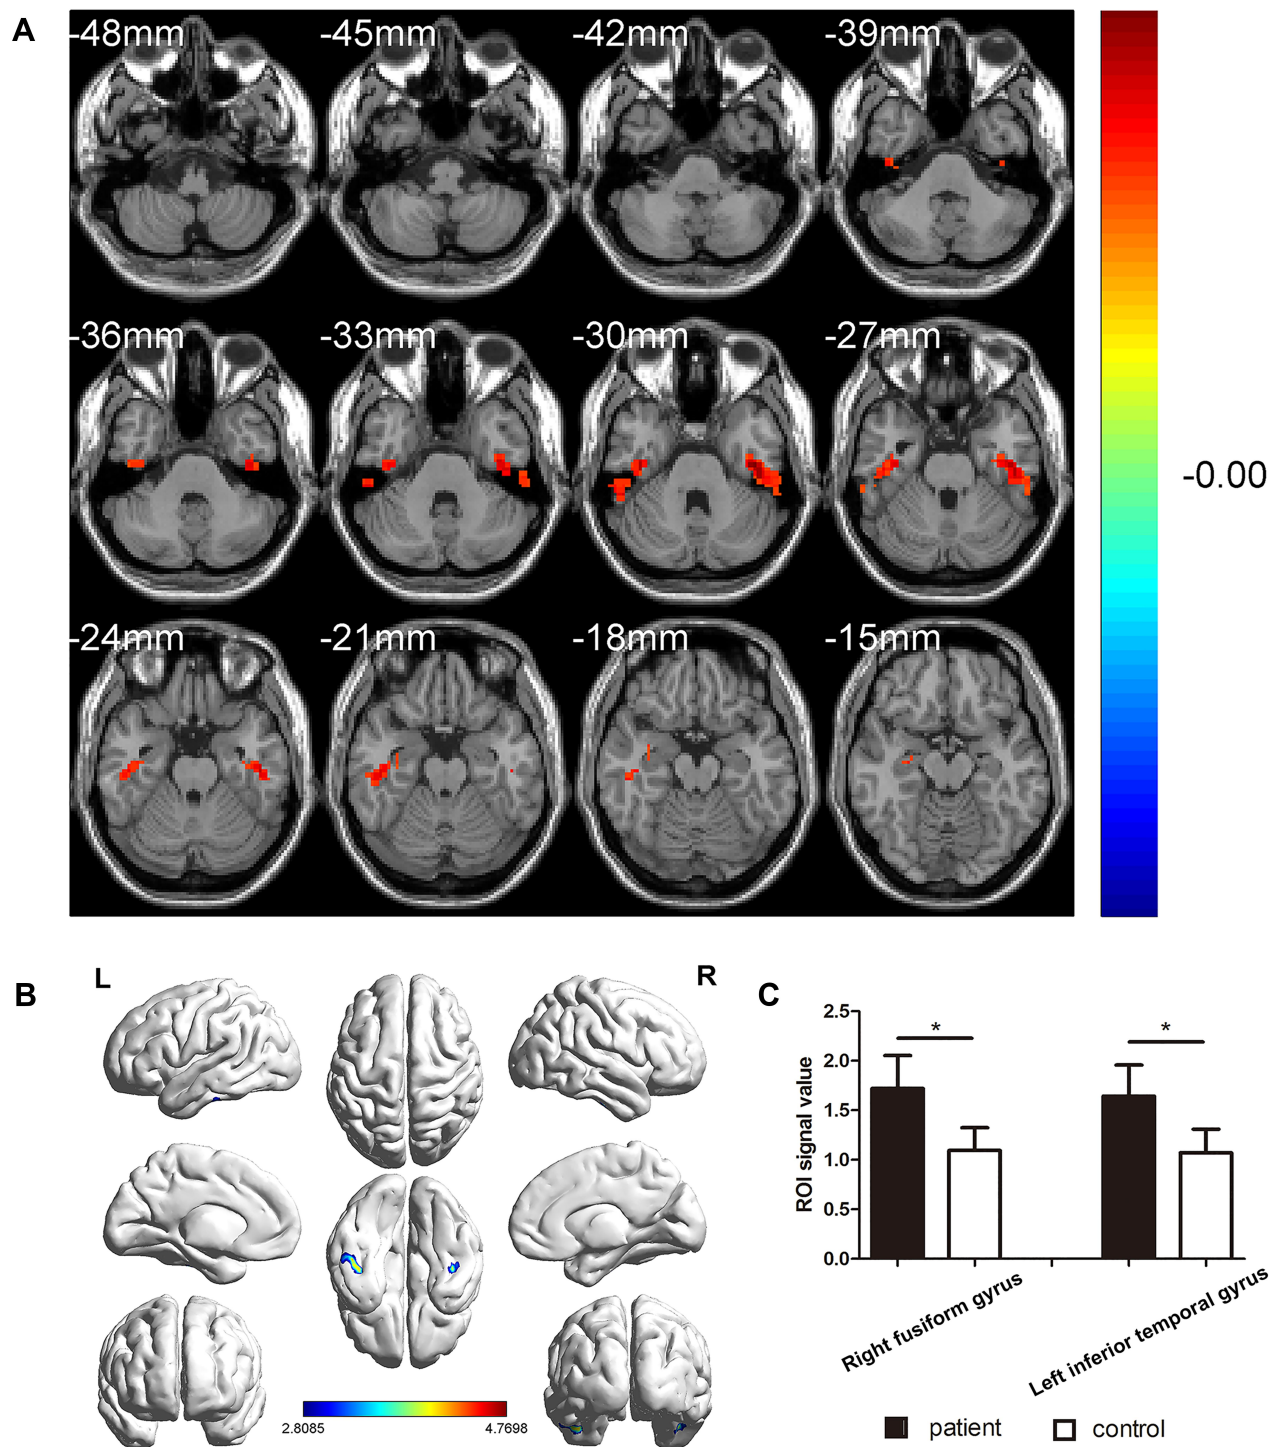 A
-48mm
-45mm
-42mm
-39mm
-36mm
-33mm
-30mm
-27mm
-0.00
-24mm
-21mm
-18mm
-15mm
B
L
R
2.8085
4.7698
C
2.5
2.0
1.5
1.0
0.5
0.0
ROI signal value
*
*
Right fusiform gyrus
Left inferior temporal gyrus
patient
control